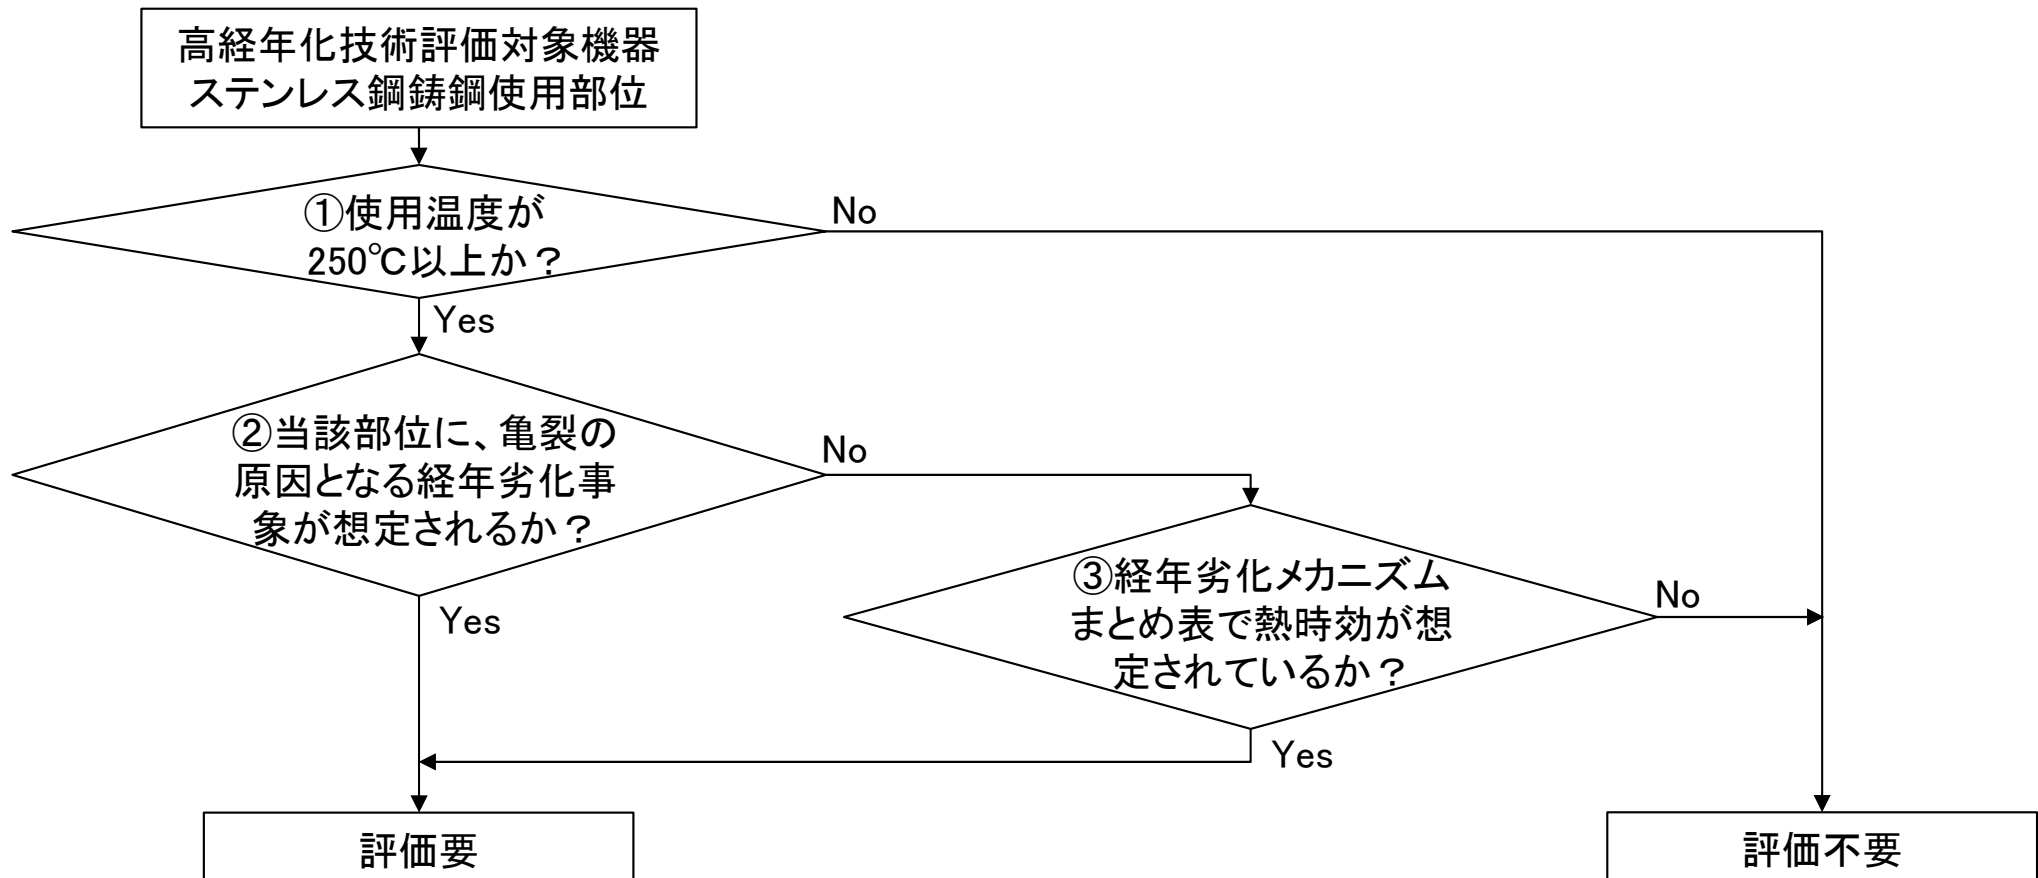 高経年化技術評価対象機器
ステンレス鋼鋳鋼使用部位
①使用温度が
250℃以上か？
No
Yes
②当該部位に、亀裂の
原因となる経年劣化事
象が想定されるか？
No
Yes
③経年劣化メカニズム
まとめ表で熱時効が想
定されているか？
No
Yes
評価要
評価不要